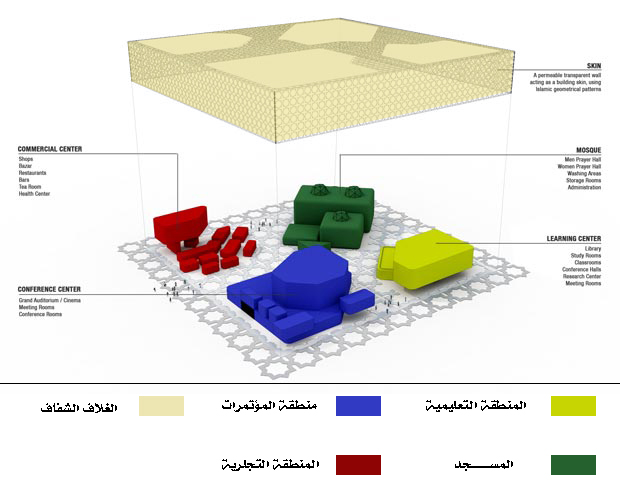 SKIN
A permeable transparent wall
acting as a building skin, using
Islamic geometrical patterns
COMMERCIAL CENTER
Shops
Bazar
Restaurants
Bars
Tea Room
Health Center
MOSQUE
Men Prayer Hall
Women Prayer Hall
Washing Areas
Storage Rooms
Administration
LEARNING CENTER
Library
Study Rooms
Classrooms
Conference Halls
Research Center
Meeting Rooms
CONFERENCE CENTER
Grand Auditorium / Cinema
Meeting Rooms
Conference Rooms
المنطقة التعليمية
منطقة المؤتمرات
الغلاف الشفاف
المســـجد
المنطقة التجارية